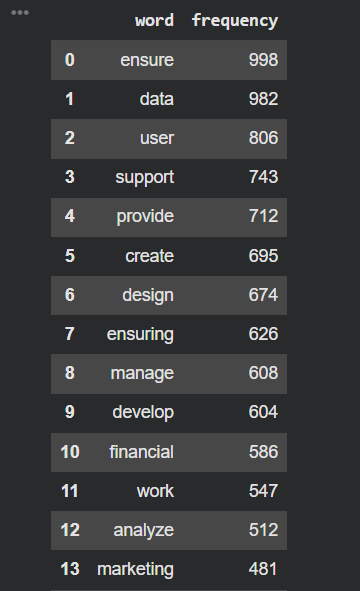 word frequency
0 ensure 998
1 data 982
2 user 806
3 support 743
4 provide 712
5 create 695
6 design 674
7 ensuring 626
8 manage 608
9 develop 604
10 financial 586
11 work 547
12 analyze 512
13 marketing 481